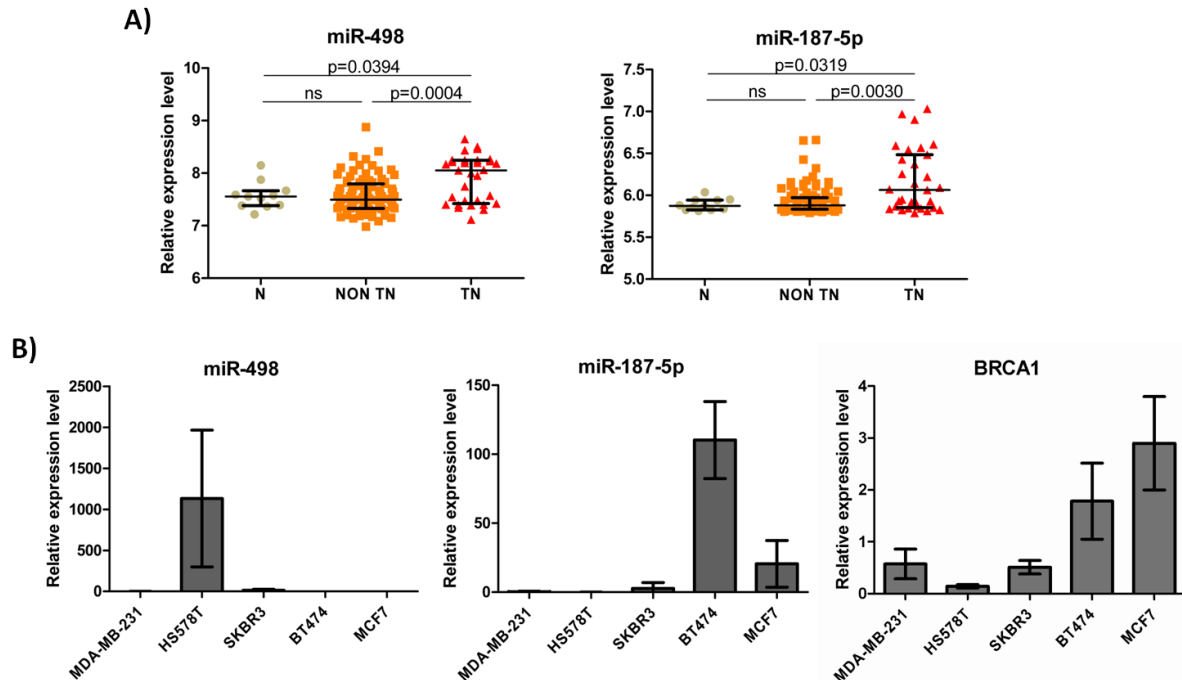 A)
miR-498
Relative expression level
10
9
8
7
6
p=0.0394
ns
p=0.0004
N
NON TN
TN
miR-187-5p
Relative expression level
7.5
7.0
6.5
6.0
5.5
5.0
p=0.0319
ns
p=0.0030
N
NON TN
TN
B)
miR-498
Relative expression level
2500
2000
1500
1000
500
0
MDA-MB-231
HS578T
SKBR3
BT474
MCF7
miR-187-5p
Relative expression level
150
100
50
0
MDA-MB-231
HS578T
SKBR3
BT474
MCF7
BRCA1
Relative expression level
4
3
2
1
0
MDA-MB-231
HS578T
SKBR3
BT474
MCF7